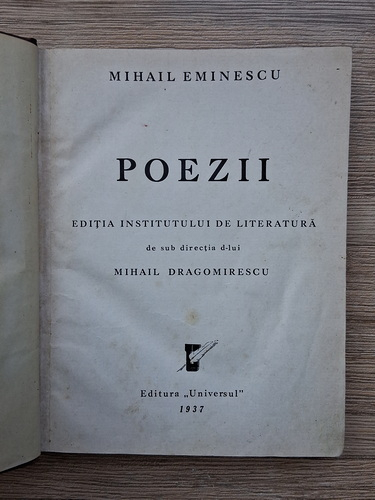 MIHAIL EMINESCU
POEZII
EDIȚIA INSTITUTULUI DE LITERATURĂ
de sub direcția d-lui
MIHAIL DRAGOMIRESCU
Editura „Universul"
1937